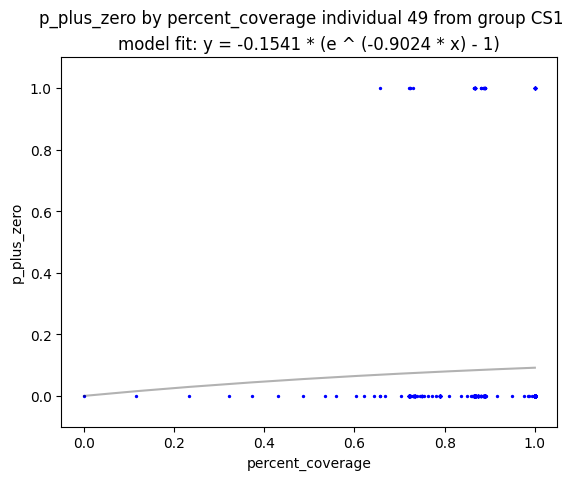 p_plus_zero by percent_coverage individual 49 from group CS1
model fit: y = -0.1541 * (e ^ (-0.9024 * x) - 1)
1.0
0.8
0.6
0.4
0.2
0.0
p_plus_zero
0.0 0.2 0.4 0.6 0.8 1.0
percent_coverage